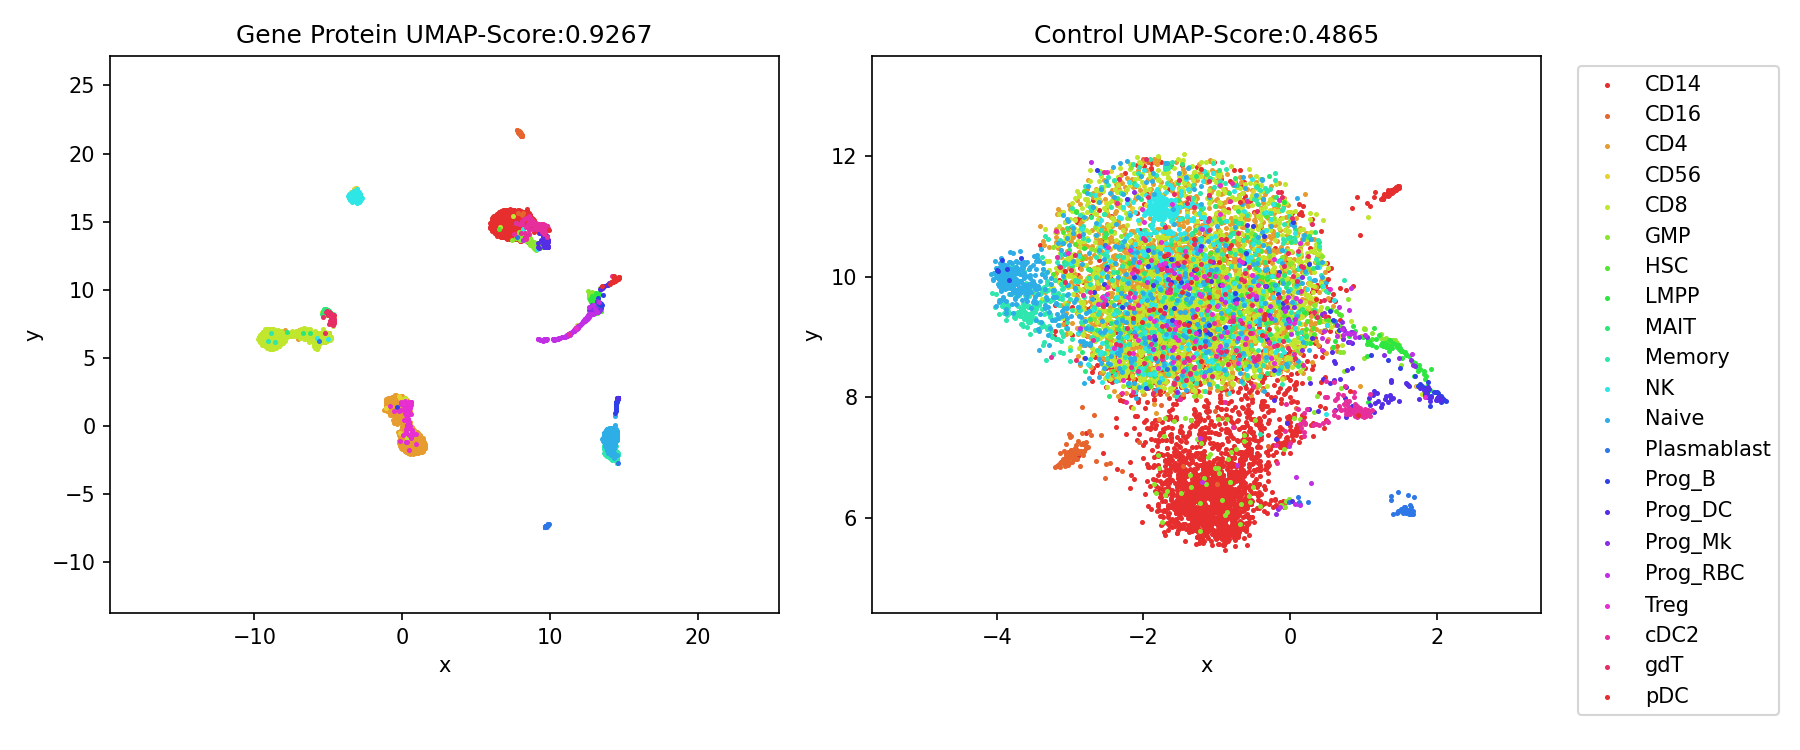 Gene Protein UMAP-Score:0.9267
25
20
15
10
5
0
−5
−10
y
−10
0
10
20
x
Control UMAP-Score:0.4865
12
10
8
6
y
−4
−2
0
2
x
CD14
CD16
CD4
CD56
CD8
GMP
HSC
LMPP
MAIT
Memory
NK
Naive
Plasmablast
Prog_B
Prog_DC
Prog_Mk
Prog_RBC
Treg
cDC2
gdT
pDC